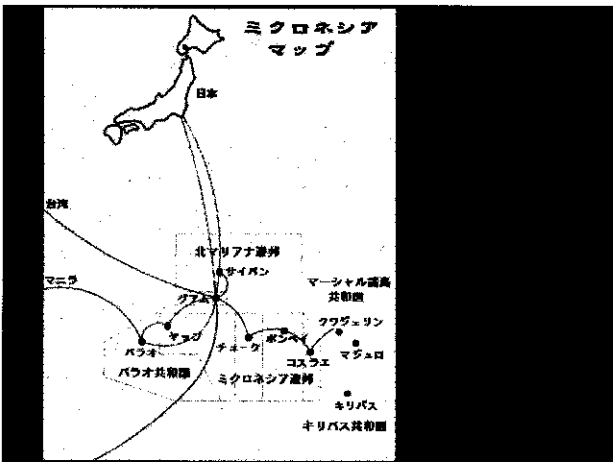 ミクロネシア
マップ
日本
台湾
北マリアナ連邦
サイパン
マニラ
グアム
マーシャル諸島
共和国
クワジェリン
ヤップ
チューク
ポンペイ
パラオ
コスラエ
マジュロ
パラオ共和国
ミクロネシア連邦
キリバス
キリバス共和国